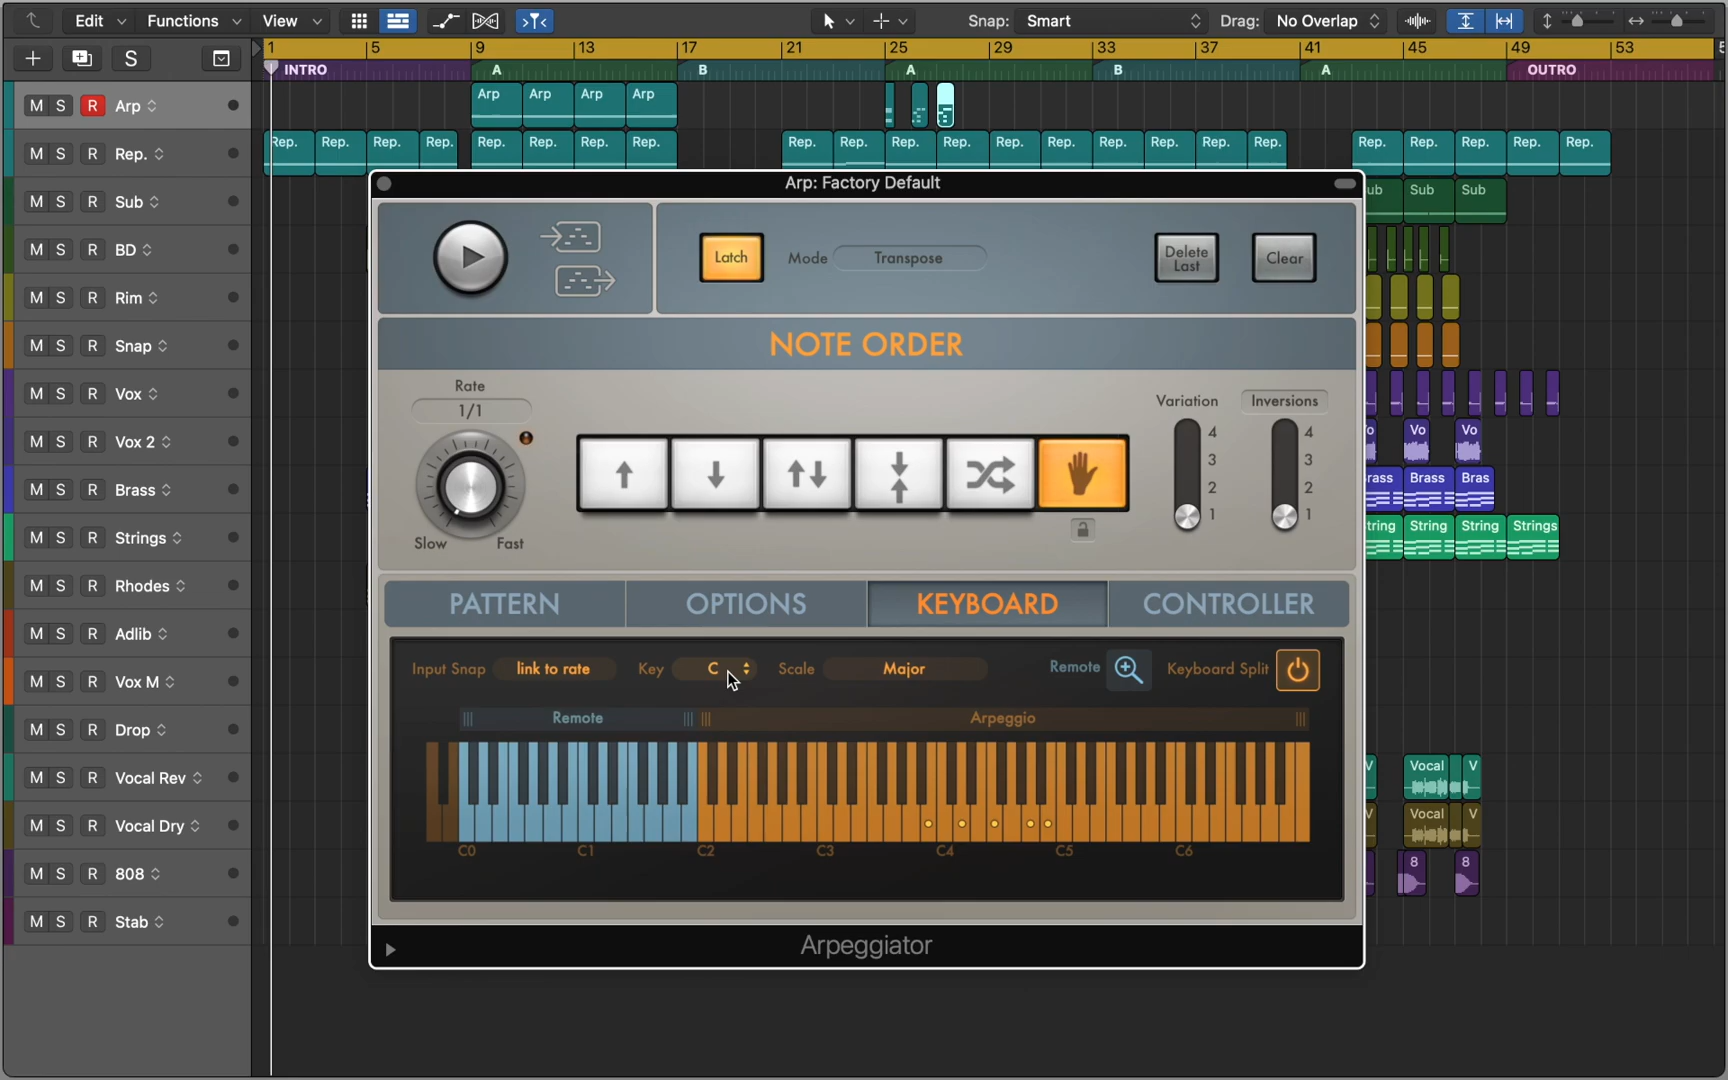 Edit Functions View Snap: Smart Drag: No Overlap
S 1 5 9 13 17 21 25 29 33 37 41 45 49 53
INTRO A B A B A OUTRO
M S R Arp Arp Arp Arp Arp
M S R Rep. Rep. Rep. Rep. Rep. Rep. Rep. Rep. Rep. Rep. Rep. Rep. Rep. Rep. Rep. Rep. Rep. Rep. Rep. Rep. Rep. Rep. Rep. Rep.
Arp: Factory Default
M S R Sub ub Sub Sub
M S R BD
Latch Mode Transpose Delete Last Clear
M S R Rim
M S R Snap
NOTE ORDER
M S R Vox
Rate
1/1
Variation Inversions
4 4
3 3
2 2
1 1
Slow Fast
M S R Vox 2 Vo Vo
M S R Brass rass Brass Bras
M S R Strings tring String String Strings
M S R Rhodes
PATTERN OPTIONS KEYBOARD CONTROLLER
M S R Adlib
Input Snap link to rate Key C Scale Major Remote Keyboard Split
M S R Vox M
Remote Arpeggio
M S R Drop
M S R Vocal Rev V Vocal V
M S R Vocal Dry V Vocal V
C0 C1 C2 C3 C4 C5 C6
M S R 808 8 8
M S R Stab
Arpeggiator